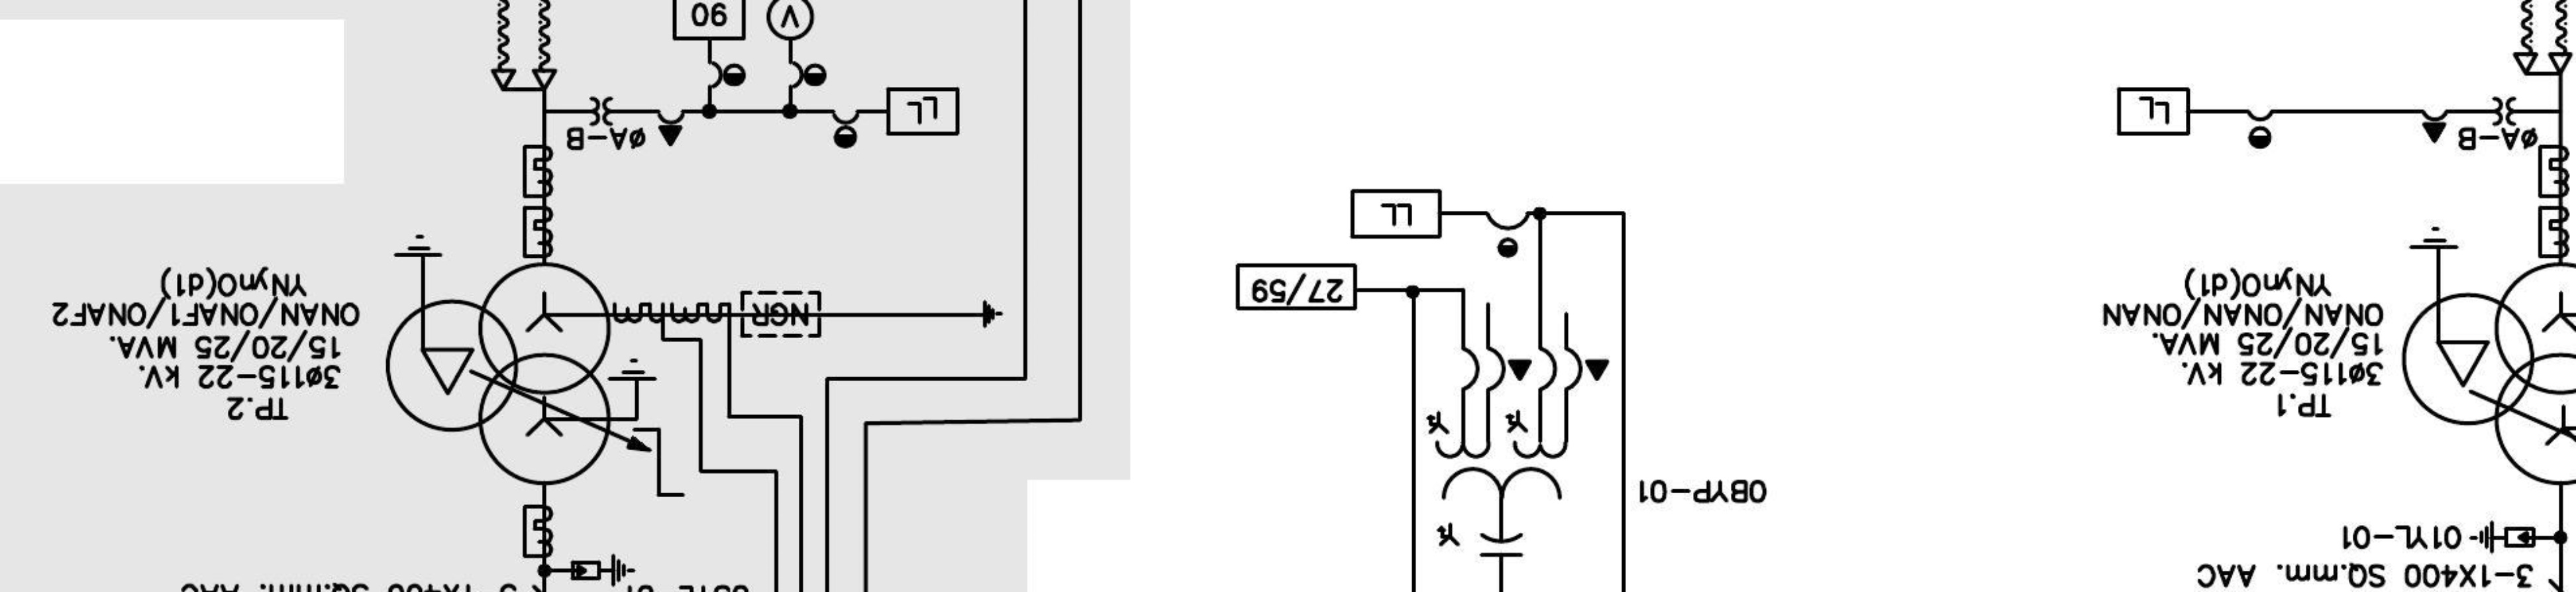 3-1X400 SQ.mm. AAC
01YL-01
TP.1
3ø115-22 kV.
15/20/25 MVA.
ONAN/ONAN/ONAN
YNyn0(d1)
øA-B
LL
0BYP-01
27/59
LL
TP.2
3ø115-22 kV.
15/20/25 MVA.
ONAN/ONAF1/ONAF2
YNyn0(d1)
NGR
øA-B
LL
V
90